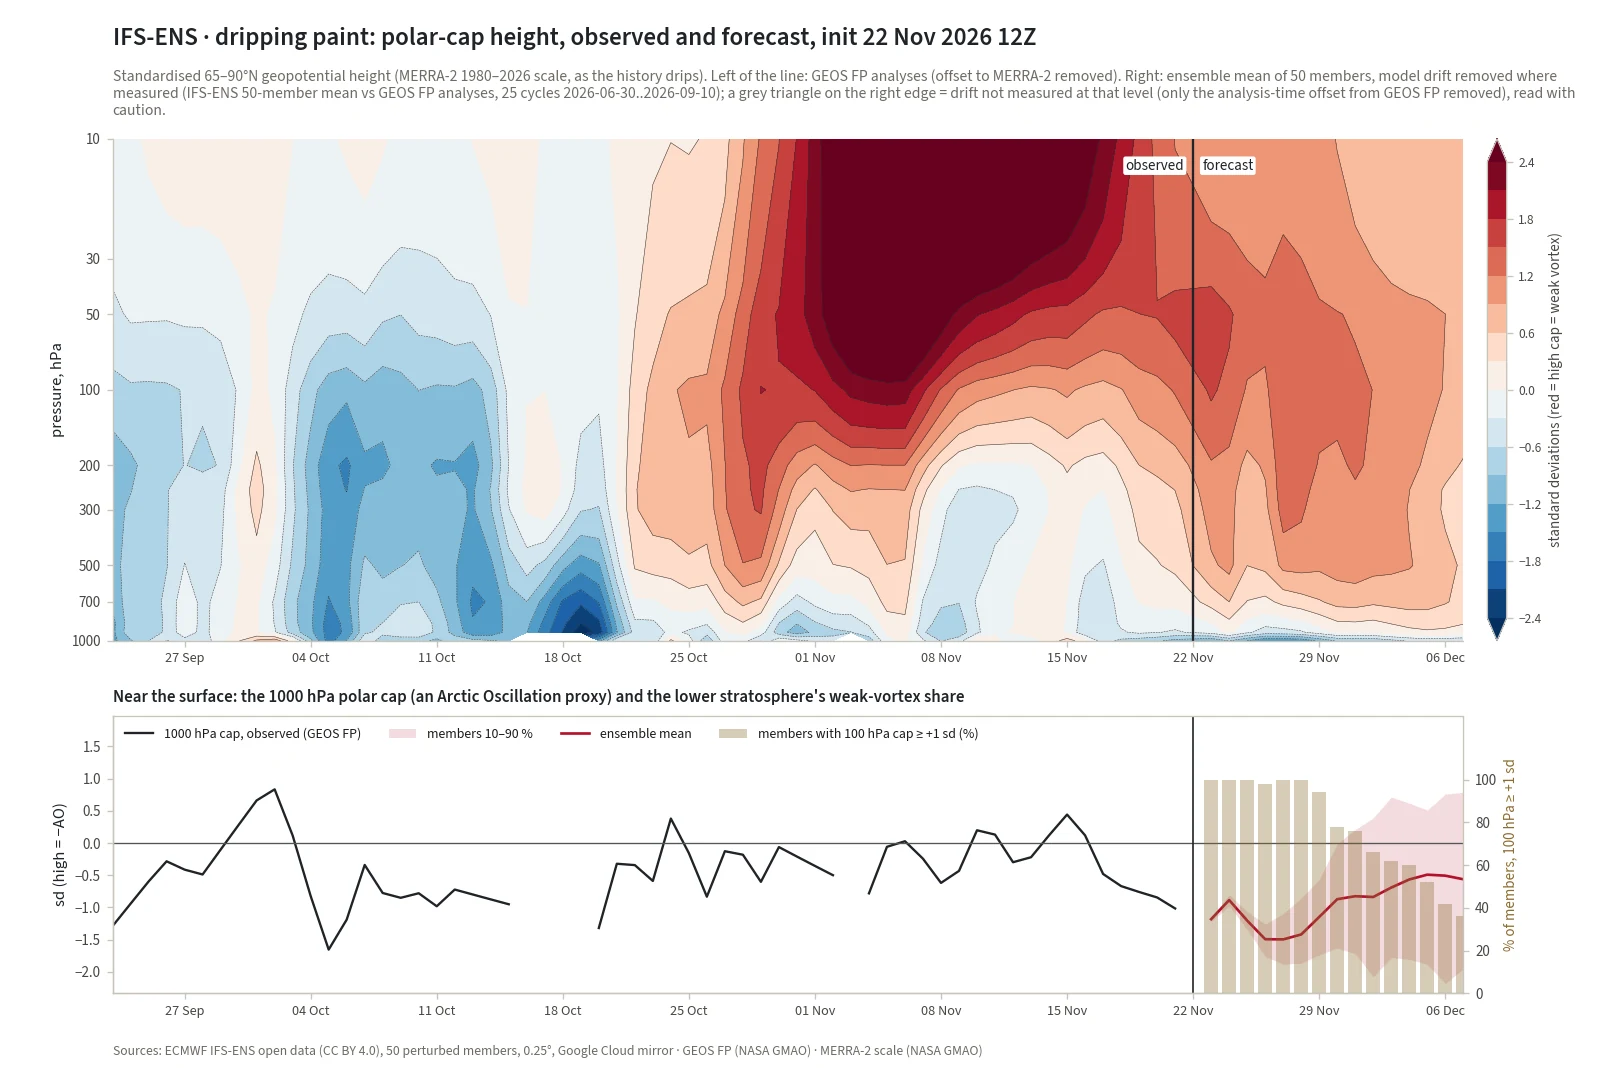 IFS-ENS · dripping paint: polar-cap height, observed and forecast, init 22 Nov 2026 12Z
Standardised 65–90°N geopotential height (MERRA-2 1980–2026 scale, as the history drips). Left of the line: GEOS FP analyses (offset to MERRA-2 removed). Right: ensemble mean of 50 members, model drift removed where
measured (IFS-ENS 50-member mean vs GEOS FP analyses, 25 cycles 2026-06-30..2026-09-10); a grey triangle on the right edge = drift not measured at that level (only the analysis-time offset from GEOS FP removed), read with
caution.
observed
forecast
pressure, hPa
10
30
50
100
200
300
500
700
1000
27 Sep
04 Oct
11 Oct
18 Oct
25 Oct
01 Nov
08 Nov
15 Nov
22 Nov
29 Nov
06 Dec
2.4
1.8
1.2
0.6
0.0
−0.6
−1.2
−1.8
−2.4
standard deviations (red = high cap = weak vortex)
Near the surface: the 1000 hPa polar cap (an Arctic Oscillation proxy) and the lower stratosphere's weak-vortex share
1000 hPa cap, observed (GEOS FP)
members 10–90 %
ensemble mean
members with 100 hPa cap ≥ +1 sd (%)
sd (high = −AO)
1.5
1.0
0.5
0.0
−0.5
−1.0
−1.5
−2.0
100
80
60
40
20
0
% of members, 100 hPa ≥ +1 sd
27 Sep
04 Oct
11 Oct
18 Oct
25 Oct
01 Nov
08 Nov
15 Nov
22 Nov
29 Nov
06 Dec
Sources: ECMWF IFS-ENS open data (CC BY 4.0), 50 perturbed members, 0.25°, Google Cloud mirror · GEOS FP (NASA GMAO) · MERRA-2 scale (NASA GMAO)